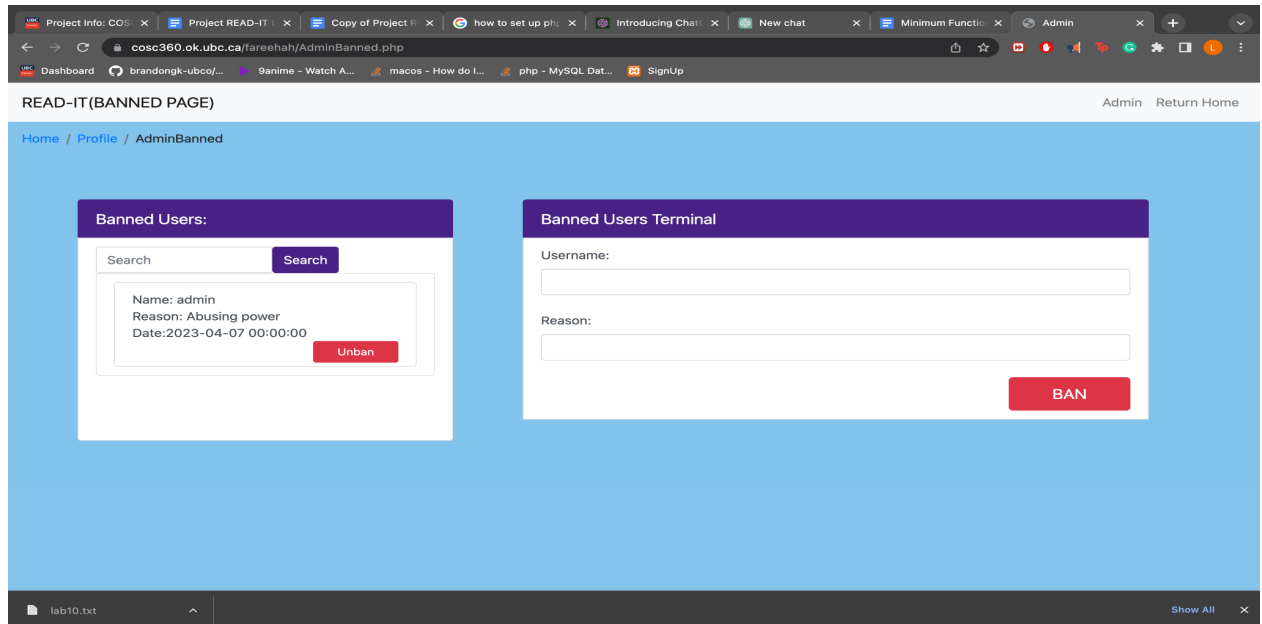 Project Info: COS
Project READ-IT
Copy of Project R
how to set up php
Introducing Chat
New chat
Minimum Functio
Admin
cosc360.ok.ubc.ca/fareehah/AdminBanned.php
Dashboard
brandongk-ubco/...
9anime - Watch A...
macos - How do I...
php - MySQL Dat...
SignUp
READ-IT(BANNED PAGE)
Admin Return Home
Home / Profile / AdminBanned
Banned Users:
Search Search
Name: admin
Reason: Abusing power
Date:2023-04-07 00:00:00
Unban
Banned Users Terminal
Username:
Reason:
BAN
lab10.txt
Show All